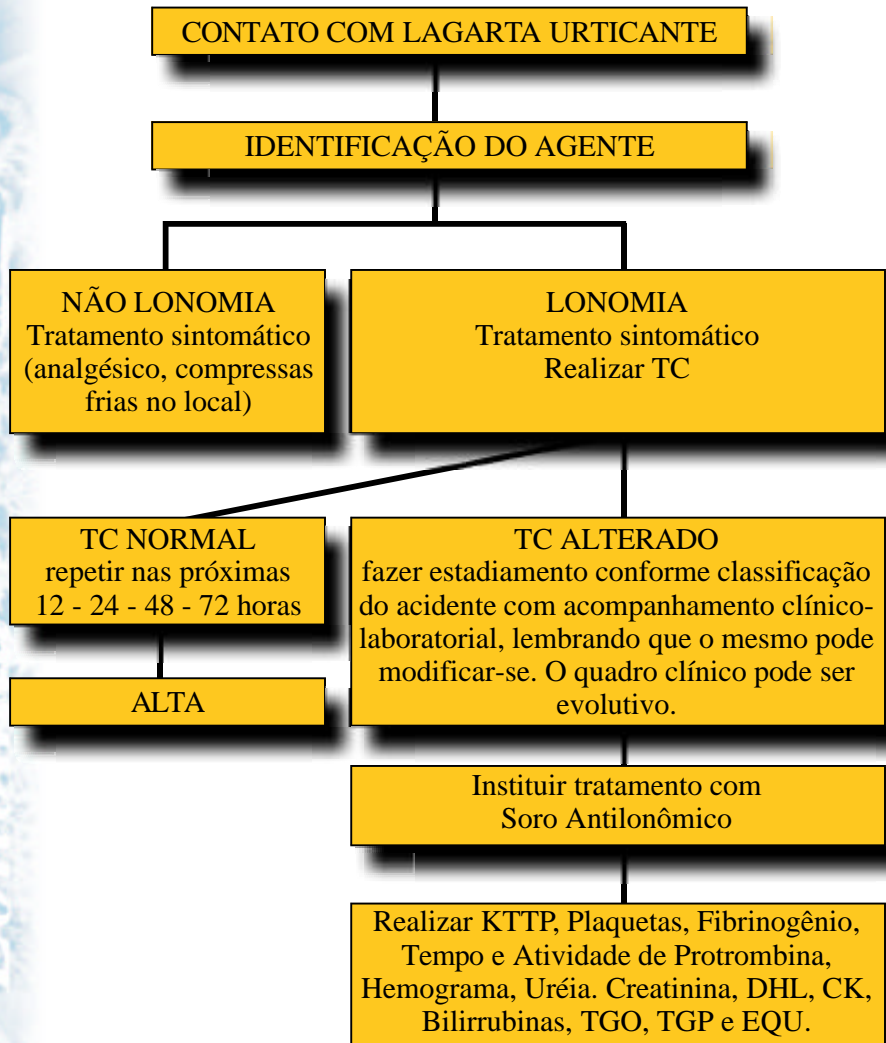 CONTATO COM LAGARTA URTICANTE
IDENTIFICAÇÃO DO AGENTE
NÃO LONOMIA
Tratamento sintomático
(analgésico, compressas
frias no local)
LONOMIA
Tratamento sintomático
Realizar TC
TC NORMAL
repetir nas próximas
12 - 24 - 48 - 72 horas
ALTA
TC ALTERADO
fazer estadiamento conforme classificação
do acidente com acompanhamento clínico-
laboratorial, lembrando que o mesmo pode
modificar-se. O quadro clínico pode ser
evolutivo.
Instituir tratamento com
Soro Antilonômico
Realizar KTTP, Plaquetas, Fibrinogênio,
Tempo e Atividade de Protrombina,
Hemograma, Uréia. Creatinina, DHL, CK,
Bilirrubinas, TGO, TGP e EQU.